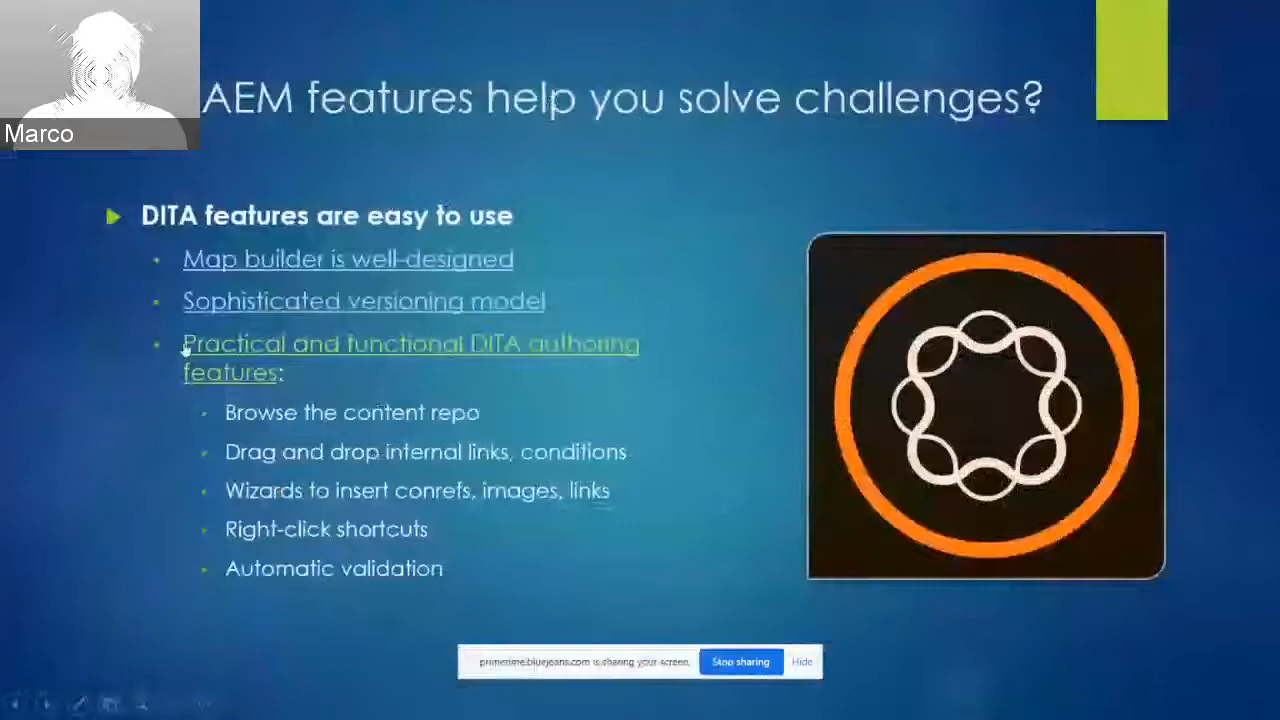 AEM features help you solve challenges?
Marco
DITA features are easy to use
Map builder is well-designed
Sophisticated versioning model
Practical and functional DITA authoring
features:
Browse the content repo
Drag and drop internal links, conditions
Wizards to insert conrefs, images, links
Right-click shortcuts
Automatic validation
primetime.bluejeans.com is sharing your screen.
Stop sharing
Hide